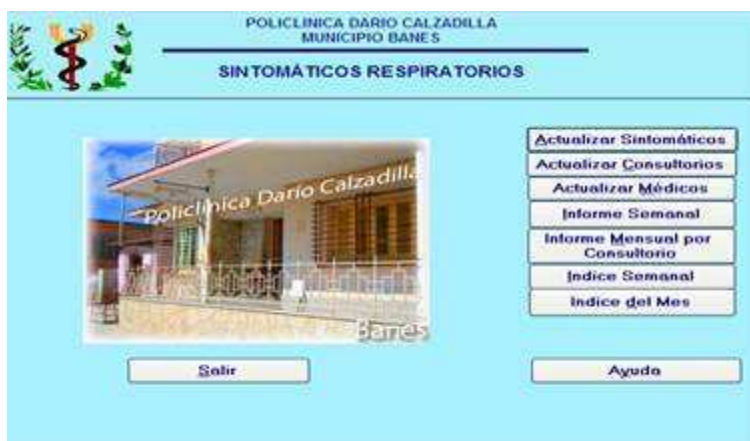 POLICLINICA DARIO CALZADILLA
MUNICIPIO BANES
SINTOMÁTICOS RESPIRATORIOS
Policlinica Dario Calzadilla
Banes
Actualizar Sintomáticos
Actualizar Consultorios
Actualizar Médicos
Informe Semanal
Informe Mensual por
Consultorio
Indice Semanal
Indice del Mes
Salir
Ayuda